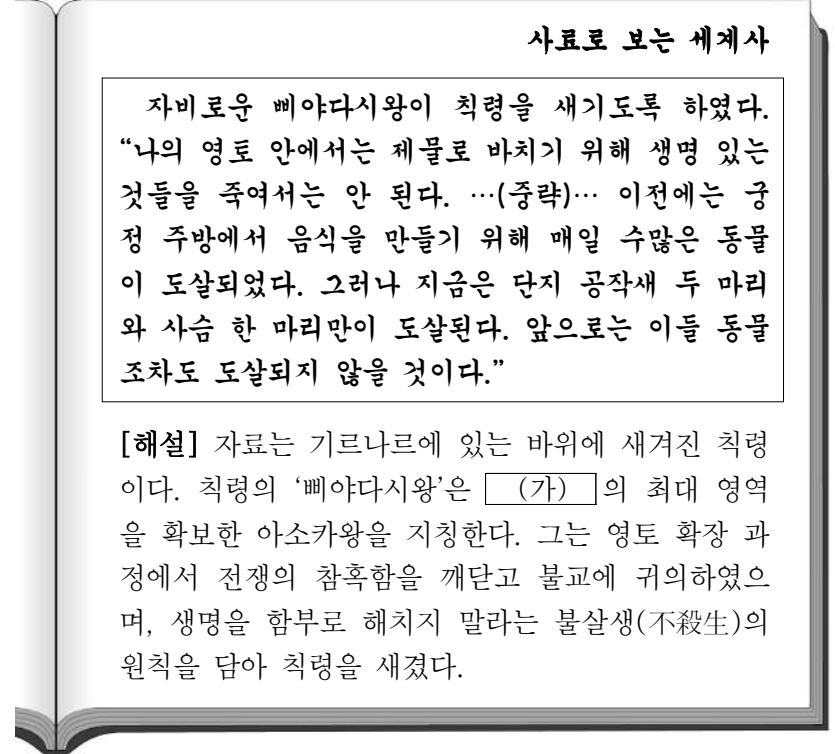 사료로 보는 세계사
자비로운 삐야다시왕이 칙령을 새기도록 하였다.
“나의 영토 안에서는 제물로 바치기 위해 생명 있는
것들을 죽여서는 안 된다. …(중략)… 이전에는 궁
정 주방에서 음식을 만들기 위해 매일 수많은 동물
이 도살되었다. 그러나 지금은 단지 공작새 두 마리
와 사슴 한 마리만이 도살된다. 앞으로는 이들 동물
조차도 도살되지 않을 것이다.”
[해설] 자료는 기르나르에 있는 바위에 새겨진 칙령
이다. 칙령의 ‘삐야다시왕’은 (가) 의 최대 영역
을 확보한 아소카왕을 지칭한다. 그는 영토 확장 과
정에서 전쟁의 참혹함을 깨닫고 불교에 귀의하였으
며, 생명을 함부로 해치지 말라는 불살생(不殺生)의
원칙을 담아 칙령을 새겼다.